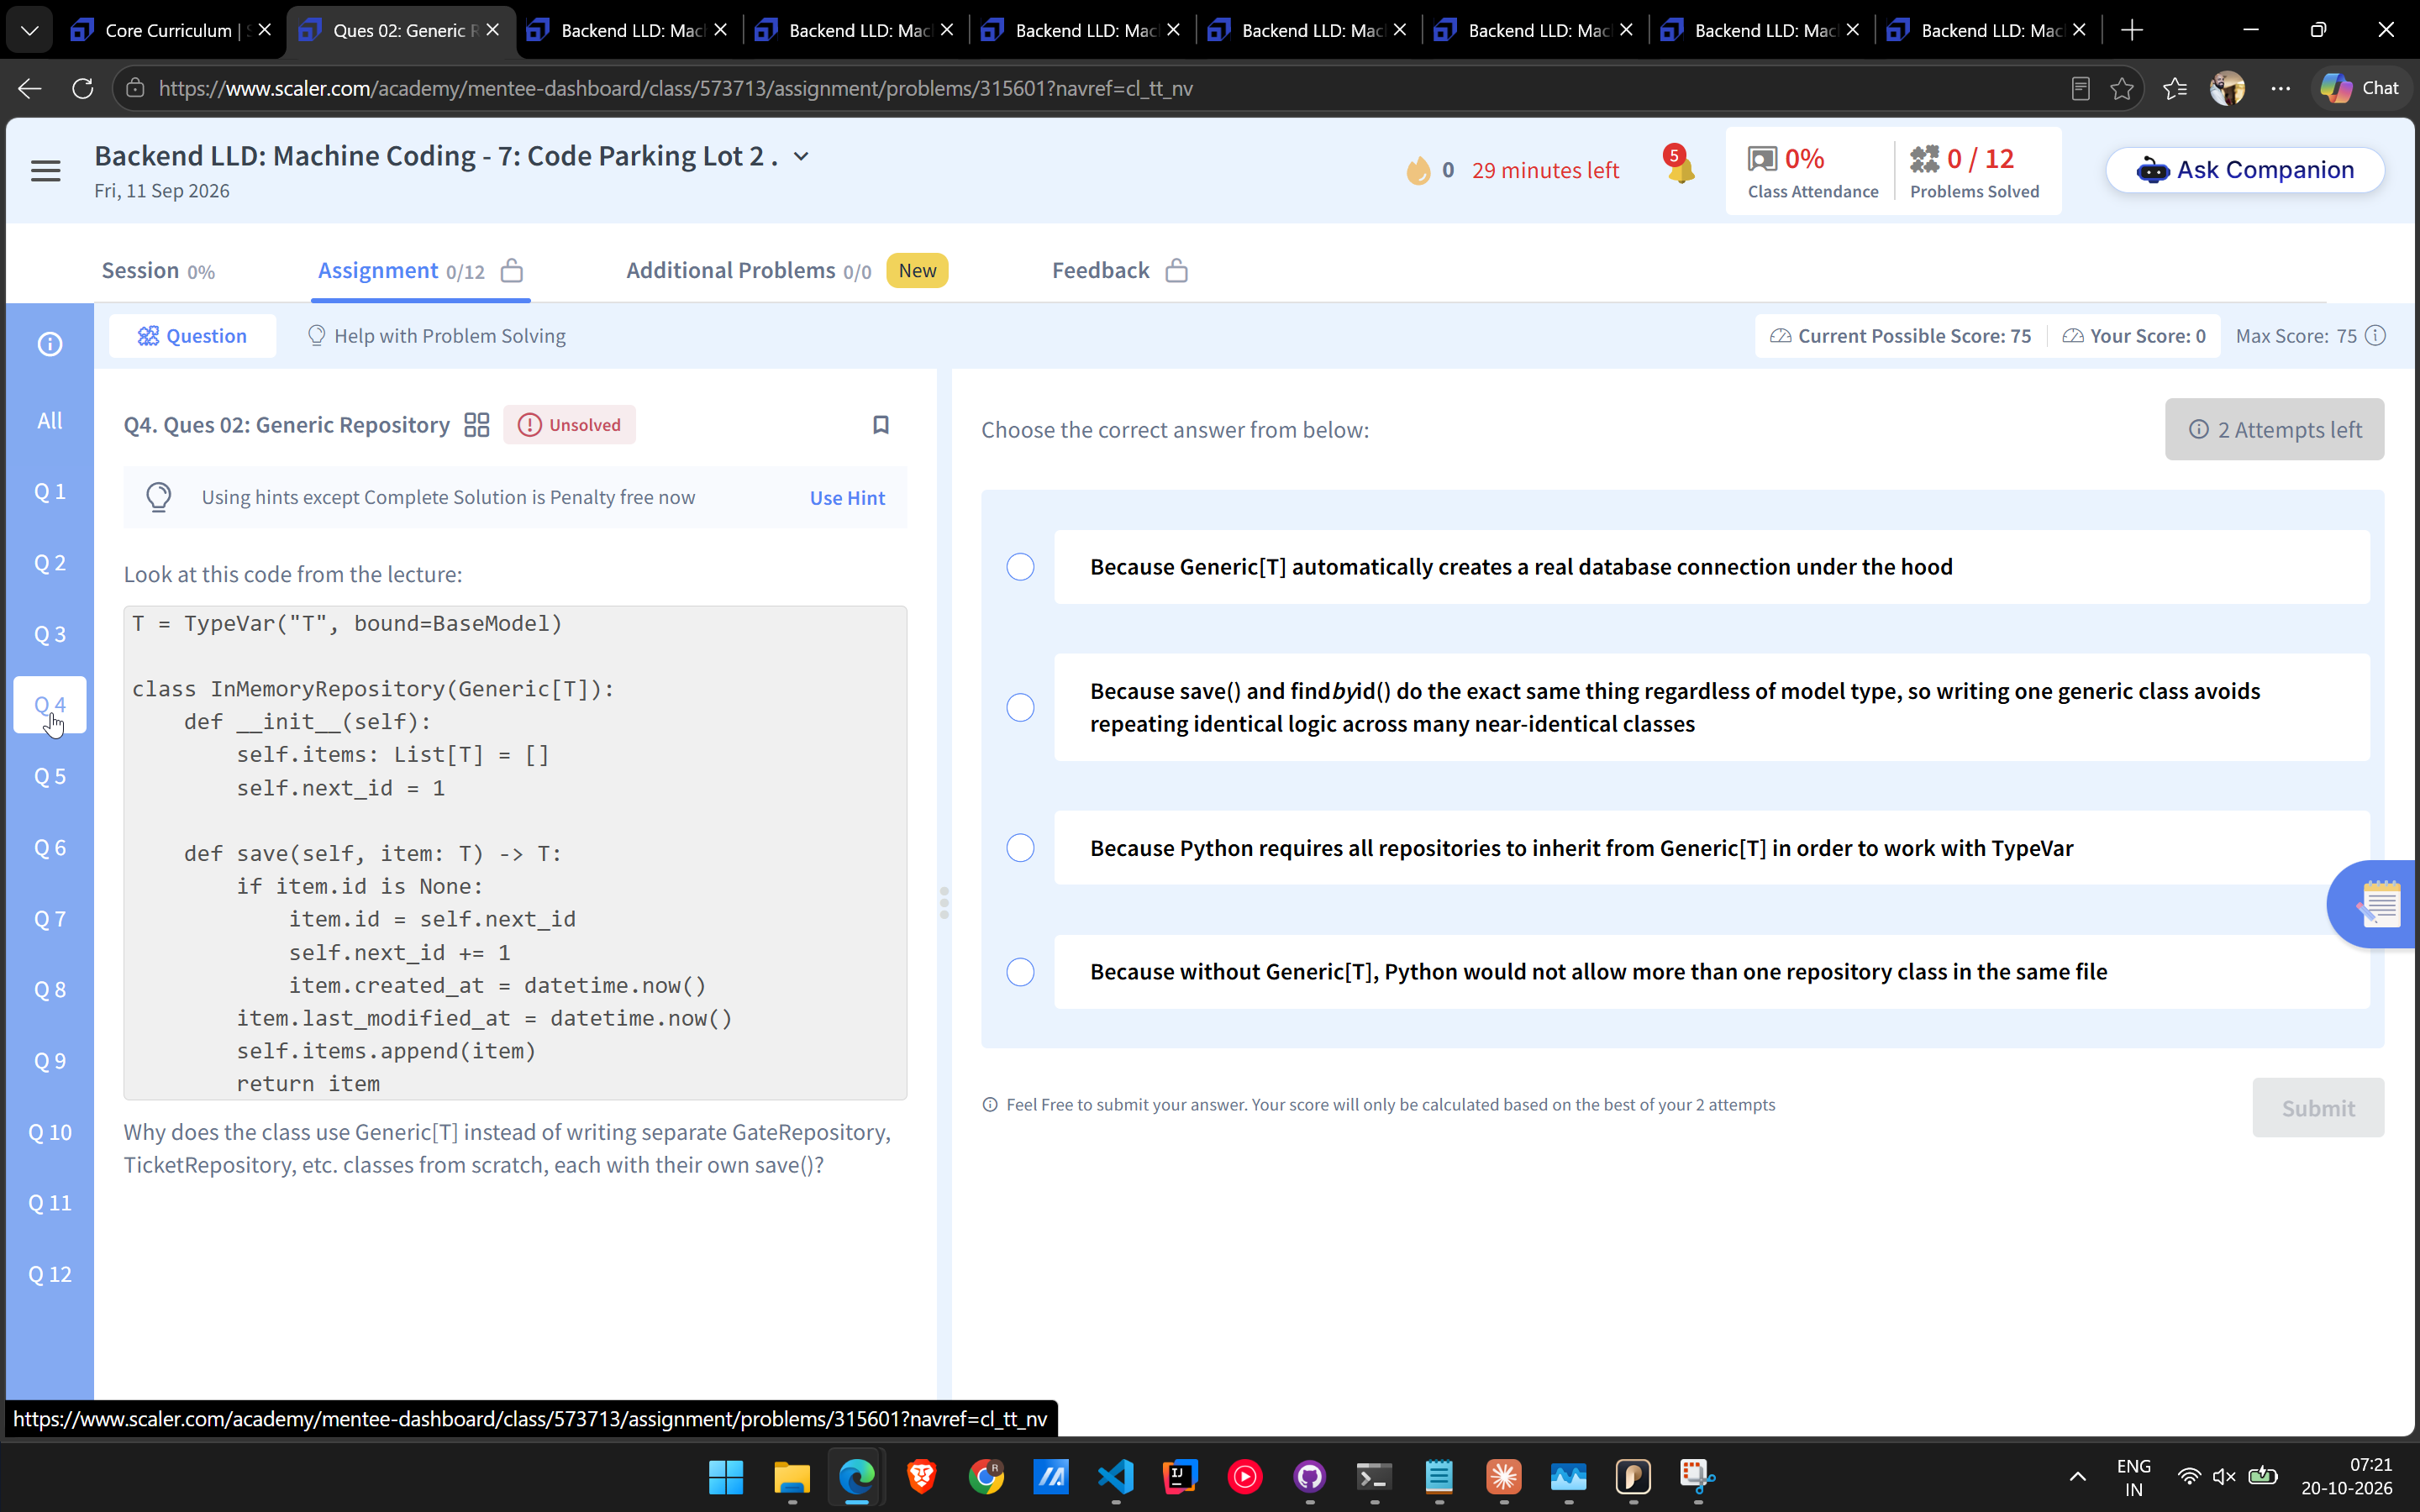 Core Curriculum | S
Ques 02: Generic R
Backend LLD: Mac
Backend LLD: Mac
Backend LLD: Mac
Backend LLD: Mac
Backend LLD: Mac
Backend LLD: Mac
Backend LLD: Mac
https://www.scaler.com/academy/mentee-dashboard/class/573713/assignment/problems/315601?navref=cl_tt_nv
Chat
Backend LLD: Machine Coding - 7: Code Parking Lot 2 .
Fri, 11 Sep 2026
0
29 minutes left
5
0%
Class Attendance
0 / 12
Problems Solved
Ask Companion
Session 0%
Assignment 0/12
Additional Problems 0/0 New
Feedback
Question
Help with Problem Solving
Current Possible Score: 75
Your Score: 0
Max Score: 75
All
Q 1
Q 2
Q 3
Q 4
Q 5
Q 6
Q 7
Q 8
Q 9
Q 10
Q 11
Q 12
Q4. Ques 02: Generic Repository
Unsolved
Using hints except Complete Solution is Penalty free now
Use Hint
Look at this code from the lecture:
T = TypeVar("T", bound=BaseModel)
class InMemoryRepository(Generic[T]):
def __init__(self):
self.items: List[T] = []
self.next_id = 1
def save(self, item: T) -> T:
if item.id is None:
item.id = self.next_id
self.next_id += 1
item.created_at = datetime.now()
item.last_modified_at = datetime.now()
self.items.append(item)
return item
Why does the class use Generic[T] instead of writing separate GateRepository,
TicketRepository, etc. classes from scratch, each with their own save()?
Choose the correct answer from below:
2 Attempts left
Because Generic[T] automatically creates a real database connection under the hood
Because save() and findbyid() do the exact same thing regardless of model type, so writing one generic class avoids
repeating identical logic across many near-identical classes
Because Python requires all repositories to inherit from Generic[T] in order to work with TypeVar
Because without Generic[T], Python would not allow more than one repository class in the same file
Feel Free to submit your answer. Your score will only be calculated based on the best of your 2 attempts
Submit
https://www.scaler.com/academy/mentee-dashboard/class/573713/assignment/problems/315601?navref=cl_tt_nv
R
IJ
ENG
IN
07:21
20-10-2026